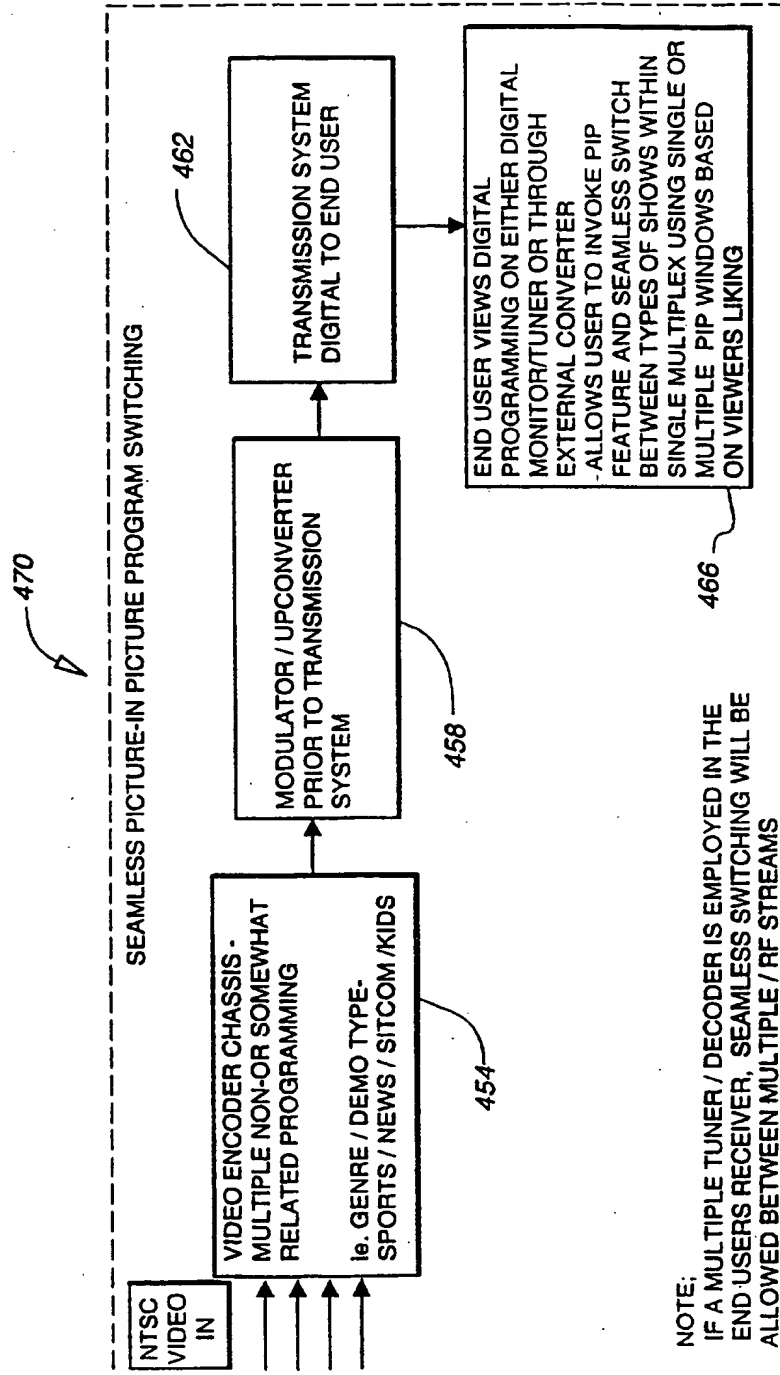 470
SEAMLESS PICTURE-IN PICTURE PROGRAM SWITCHING
NTSC
VIDEO
IN
VIDEO ENCODER CHASSIS -
MULTIPLE NON-OR SOMEWHAT
RELATED PROGRAMMING
ie. GENRE / DEMO TYPE-
SPORTS / NEWS / SITCOM /KIDS
454
MODULATOR / UPCONVERTER
PRIOR TO TRANSMISSION
SYSTEM
458
TRANSMISSION SYSTEM
DIGITAL TO END USER
462
END USER VIEWS DIGITAL
PROGRAMMING ON EITHER DIGITAL
MONITOR/TUNER OR THROUGH
EXTERNAL CONVERTER
-ALLOWS USER TO INVOKE PIP
FEATURE AND SEAMLESS SWITCH
BETWEEN TYPES OF SHOWS WITHIN
SINGLE MULTIPLEX USING SINGLE OR
MULTIPLE PIP WINDOWS BASED
ON VIEWERS LIKING
466
NOTE;
IF A MULTIPLE TUNER / DECODER IS EMPLOYED IN THE
END USERS RECEIVER, SEAMLESS SWITCHING WILL BE
ALLOWED BETWEEN MULTIPLE / RF STREAMS